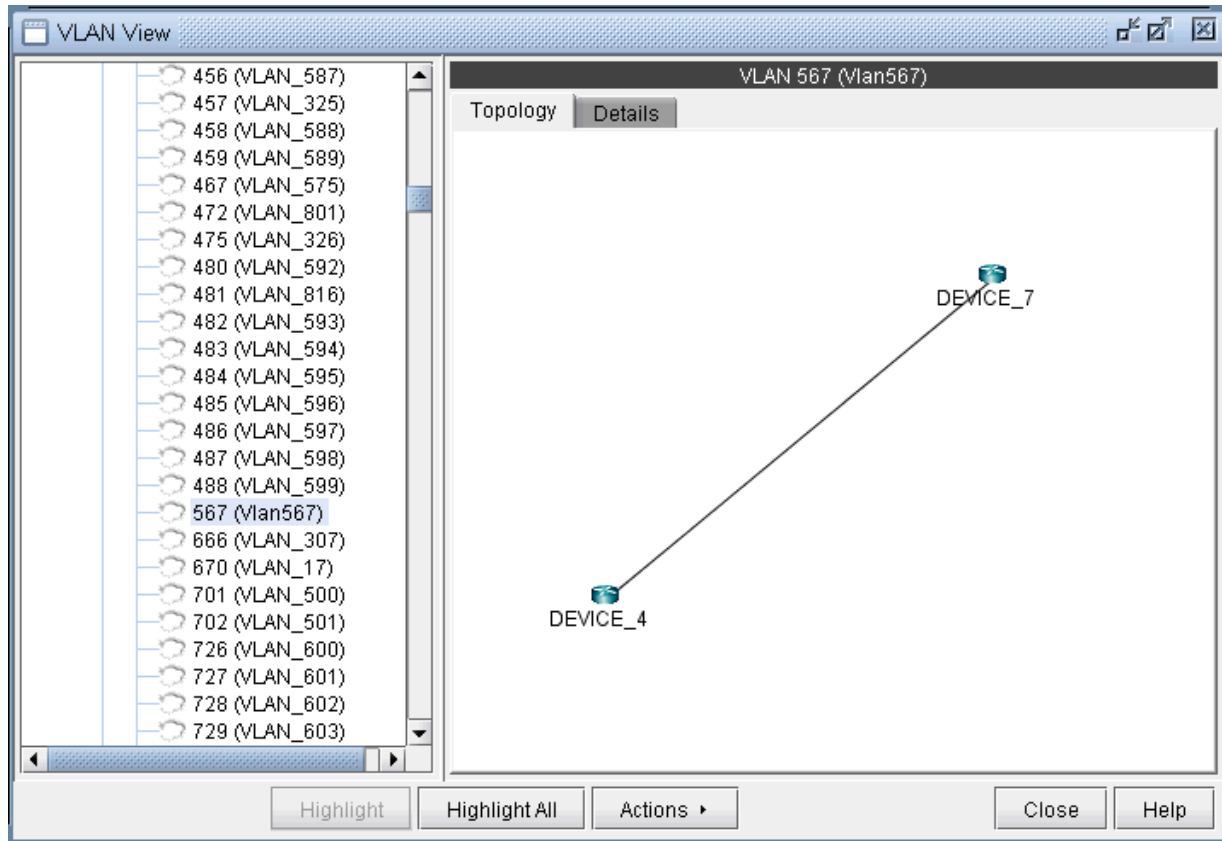 VLAN View
456 (VLAN_587)
457 (VLAN_325)
458 (VLAN_588)
459 (VLAN_589)
467 (VLAN_575)
472 (VLAN_801)
475 (VLAN_326)
480 (VLAN_592)
481 (VLAN_816)
482 (VLAN_593)
483 (VLAN_594)
484 (VLAN_595)
485 (VLAN_596)
486 (VLAN_597)
487 (VLAN_598)
488 (VLAN_599)
567 (Vlan567)
666 (VLAN_307)
670 (VLAN_17)
701 (VLAN_500)
702 (VLAN_501)
726 (VLAN_600)
727 (VLAN_601)
728 (VLAN_602)
729 (VLAN_603)
VLAN 567 (Vlan567)
Topology Details
DEVICE_7
DEVICE_4
Highlight Highlight All Actions Close Help